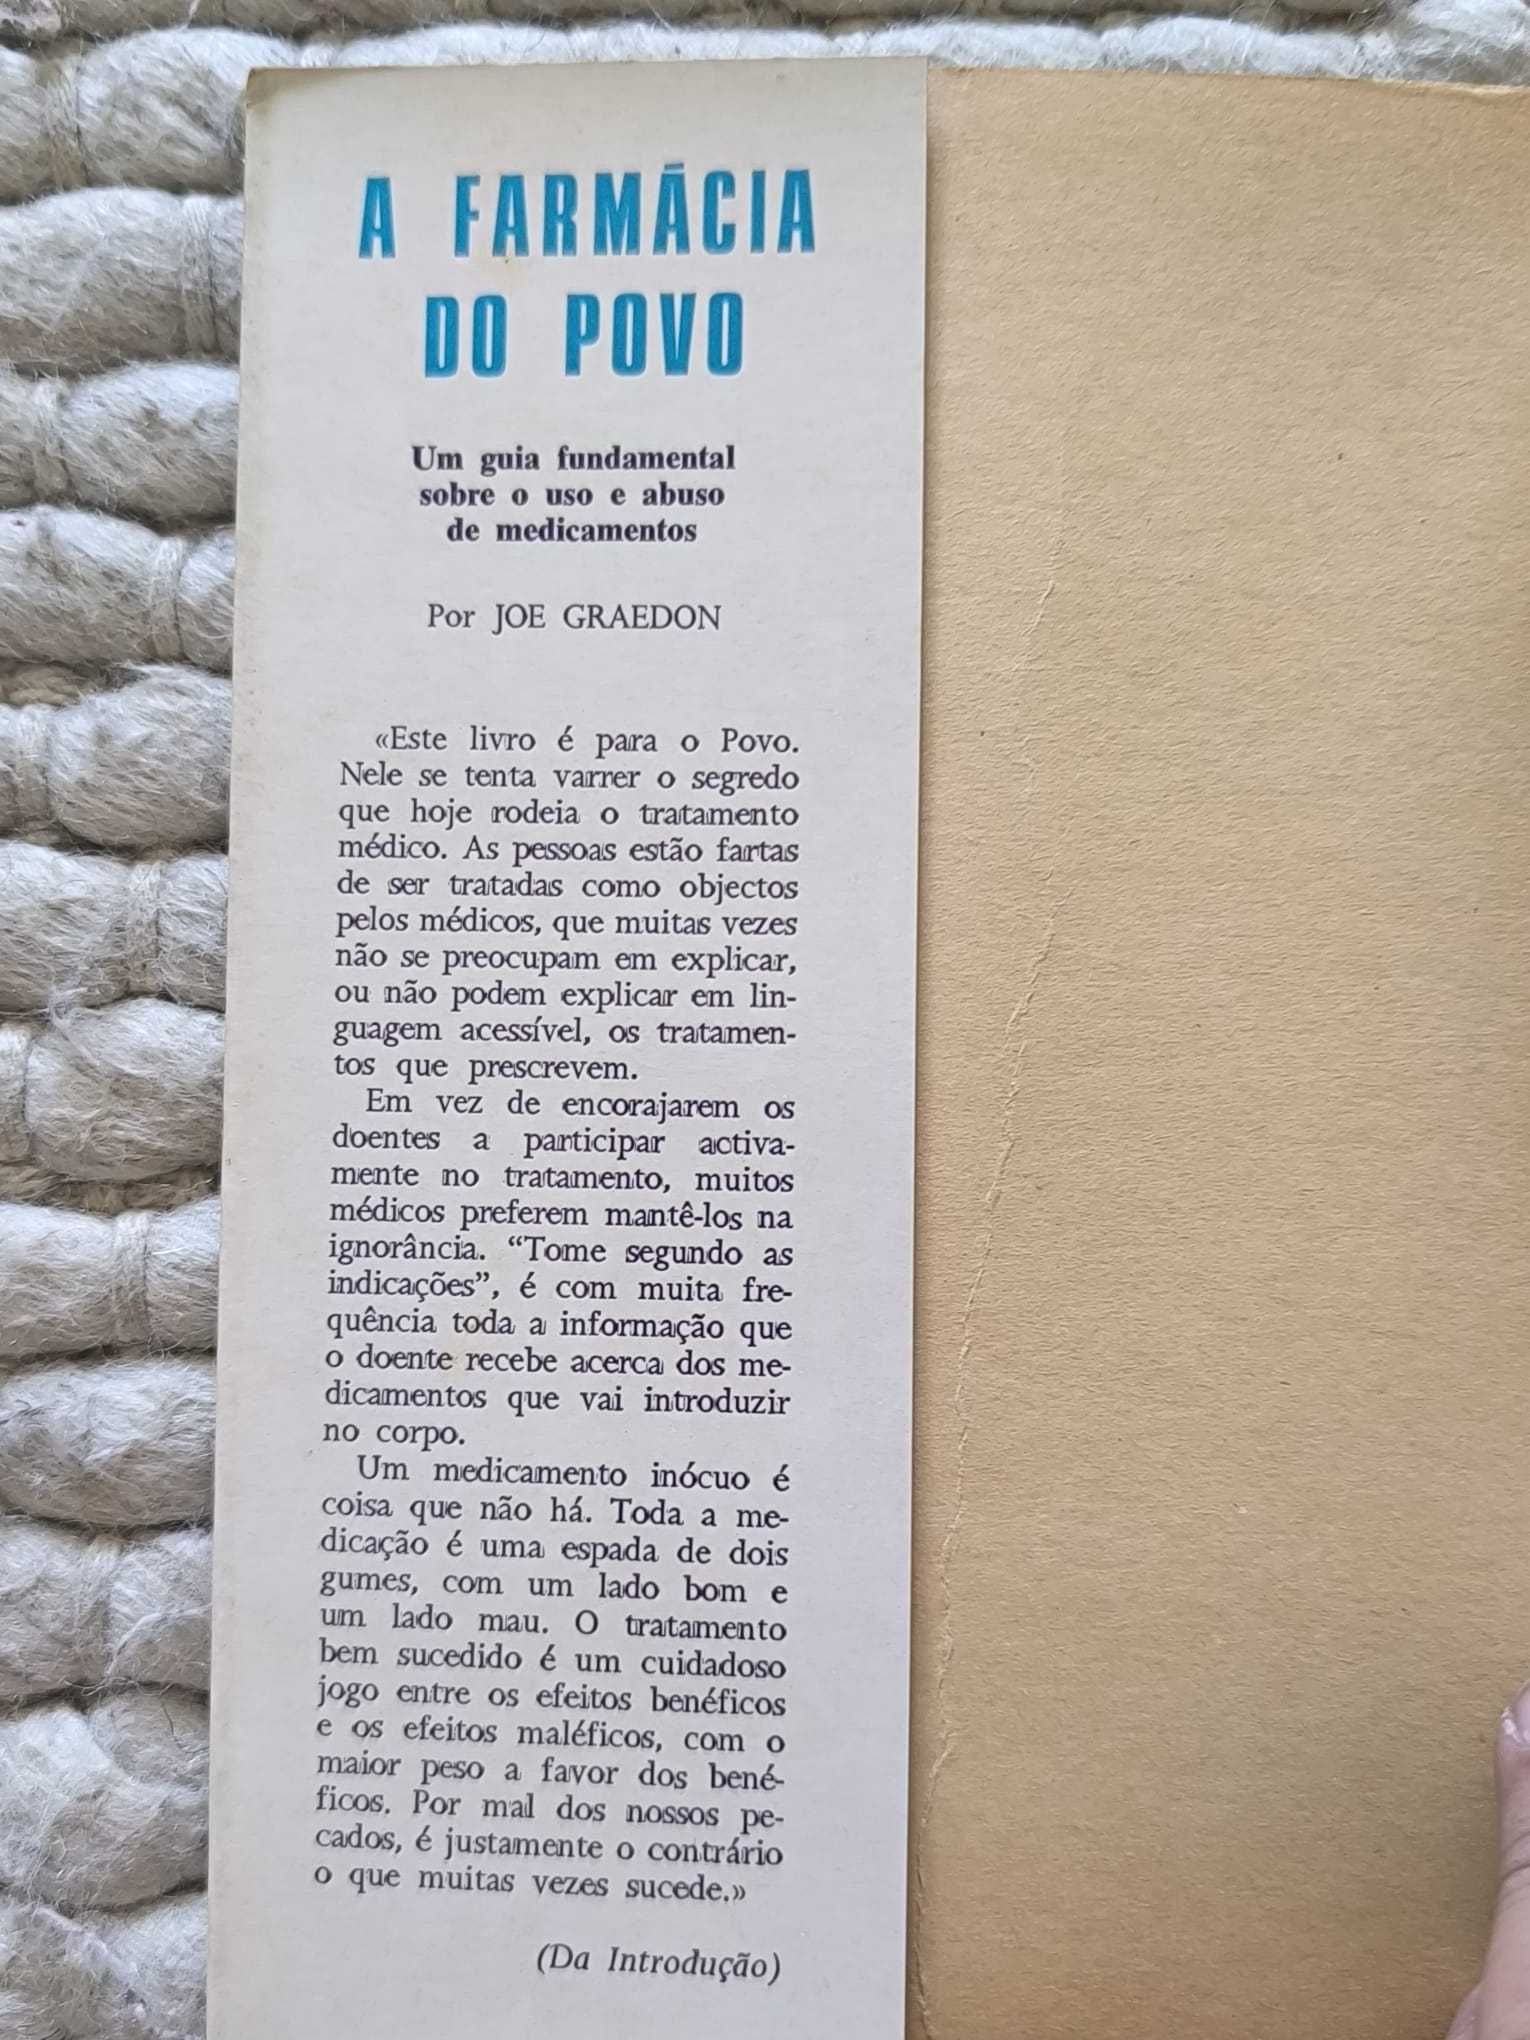 A FARMÁCIA
DO POVO
Um guia fundamental
sobre o uso e abuso
de medicamentos
Por JOE GRAEDON
«Este livro é para o Povo.
Nele se tenta varrer o segredo
que hoje rodeia o tratamento
médico. As pessoas estão fartas
de ser tratadas como objectos
pelos médicos, que muitas vezes
não se preocupam em explicar,
ou não podem explicar em lin-
guagem acessível, os tratamen-
tos que prescrevem.
Em vez de encorajarem os
doentes a participar activa-
mente no tratamento, muitos
médicos preferem mantê-los na
ignorância. “Tome segundo as
indicações”, é com muita fre-
quência toda a informação que
o doente recebe acerca dos me-
dicamentos que vai introduzir
no corpo.
Um medicamento inócuo é
coisa que não há. Toda a me-
dicação é uma espada de dois
gumes, com um lado bom e
um lado mau. O tratamento
bem sucedido é um cuidadoso
jogo entre os efeitos benéficos
e os efeitos maléficos, com o
maior peso a favor dos bené-
ficos. Por mal dos nossos pe-
cados, é justamente o contrário
o que muitas vezes sucede.»
(Da Introdução)